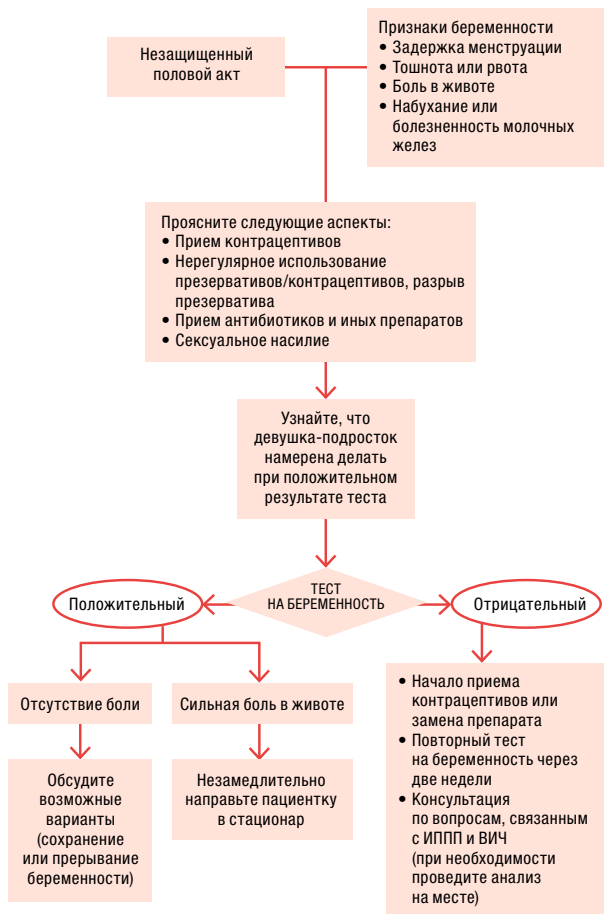 Незащищенный
половой акт
Признаки беременности
• Задержка менструации
• Тошнота или рвота
• Боль в животе
• Набухание или
болезненность молочных
желез
Проясните следующие аспекты:
• Прием контрацептивов
• Нерегулярное использование
презервативов/контрацептивов, разрыв
презерватива
• Прием антибиотиков и иных препаратов
• Сексуальное насилие
Узнайте, что
девушка-подросток
намерена делать
при положительном
результате теста
ТЕСТ
НА БЕРЕМЕННОСТЬ
Положительный
Отрицательный
Отсутствие боли
Сильная боль в животе
Обсудите
возможные
варианты
(сохранение
или прерывание
беременности)
Незамедлительно
направьте пациентку
в стационар
• Начало приема
контрацептивов или
замена препарата
• Повторный тест
на беременность через
две недели
• Консультация
по вопросам, связанным
с ИППП и ВИЧ
(при необходимости
проведите анализ
на месте)